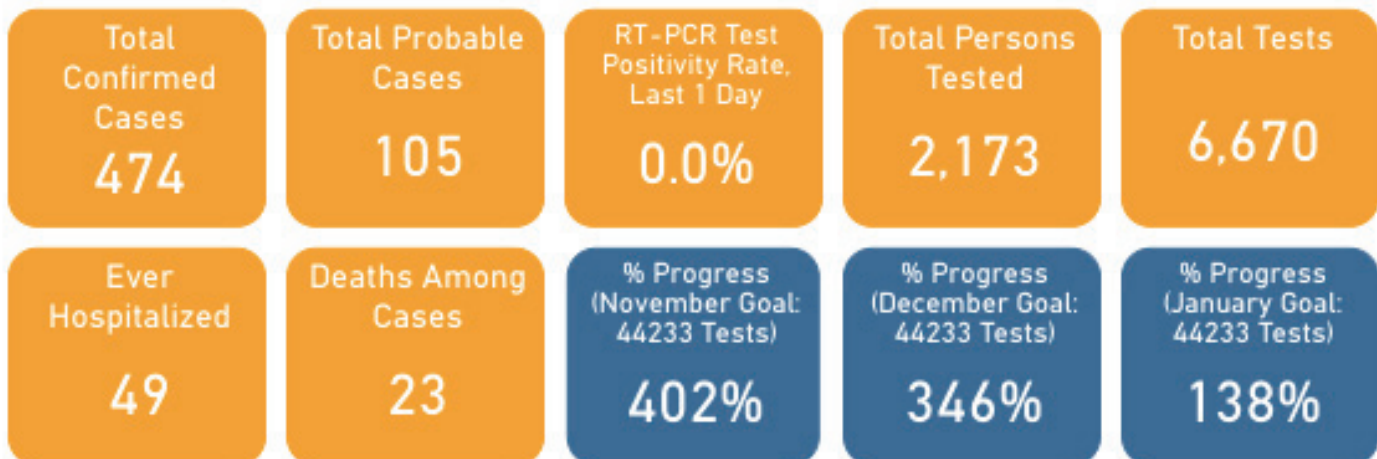 Total
Confirmed
Cases
474
Total Probable
Cases
105
RT-PCR Test
Positivity Rate,
Last 1 Day
0.0%
Total Persons
Tested
2,173
Total Tests
6,670
Ever
Hospitalized
49
Deaths Among
Cases
23
% Progress
(November Goal:
44233 Tests)
402%
% Progress
(December Goal:
44233 Tests)
346%
% Progress
(January Goal:
44233 Tests)
138%